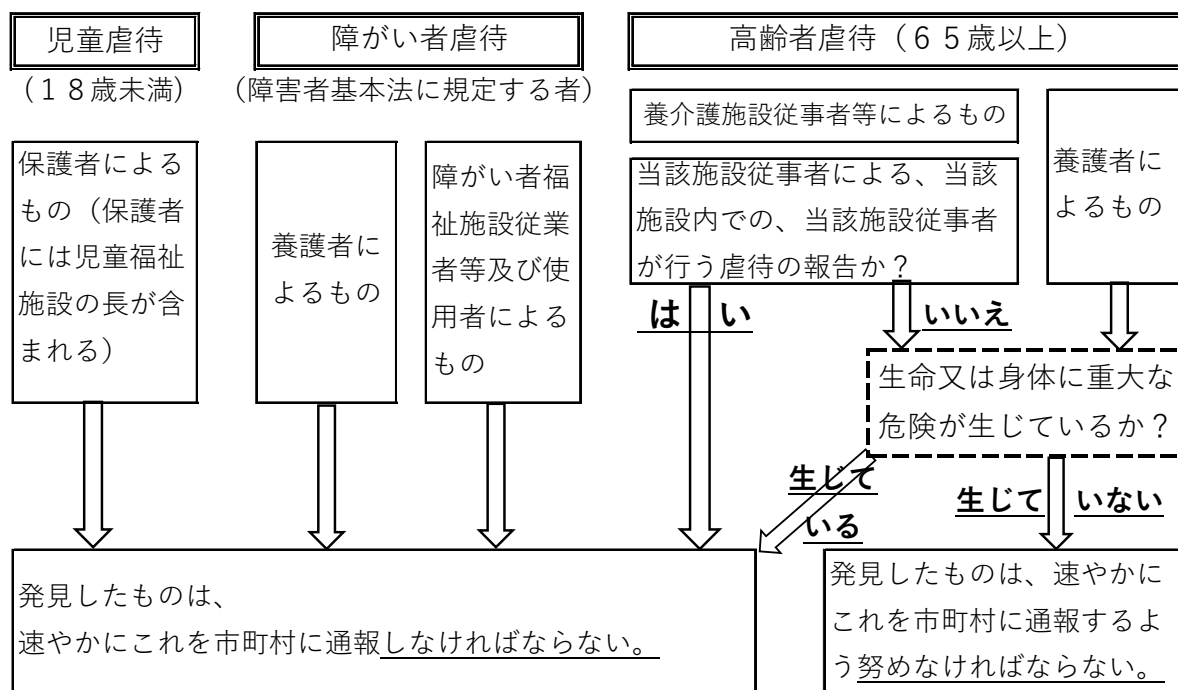 児童虐待
(１８歳未満)
障がい者虐待
(障害者基本法に規定する者)
高齢者虐待（６５歳以上）
保護者による
もの（保護者
には児童福祉
施設の長が含
まれる）
養護者に
よるもの
障がい者福
祉施設従業
者等及び使
用者による
もの
養介護施設従事者等によるもの
当該施設従事者による、当該
施設内での、当該施設従事者
が行う虐待の報告か？
養護者に
よるもの
はい
いいえ
生命又は身体に重大な
危険が生じているか？
生じて
いる
生じていない
発見したものは、
速やかにこれを市町村に通報しなければならない。
発見したものは、速やかに
これを市町村に通報するよ
う努めなければならない。